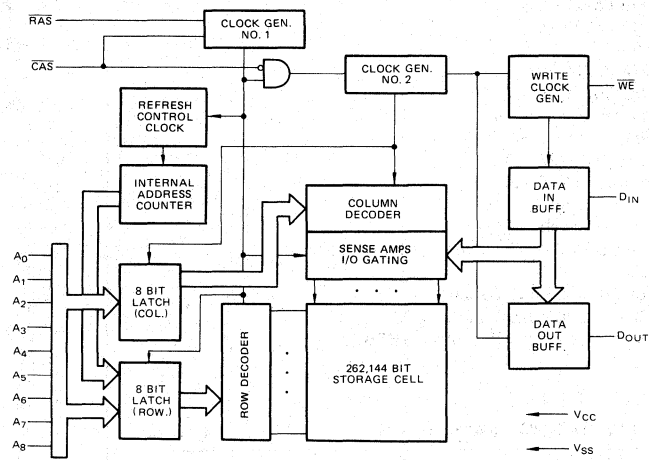 RAS
CLOCK GEN.
NO. 1
CAS
CLOCK GEN.
NO. 2
WRITE
CLOCK
GEN.
WE
REFRESH
CONTROL
CLOCK
INTERNAL
ADDRESS
COUNTER
COLUMN
DECODER
DATA
IN
BUFF.
DIN
SENSE AMPS
I/O GATING
A0
A1
A2
A3
A4
A5
A6
A7
A8
8 BIT
LATCH
(COL.)
8 BIT
LATCH
(ROW.)
ROW DECODER
262,144 BIT
STORAGE CELL
DATA
OUT
BUFF.
DOUT
VCC
VSS